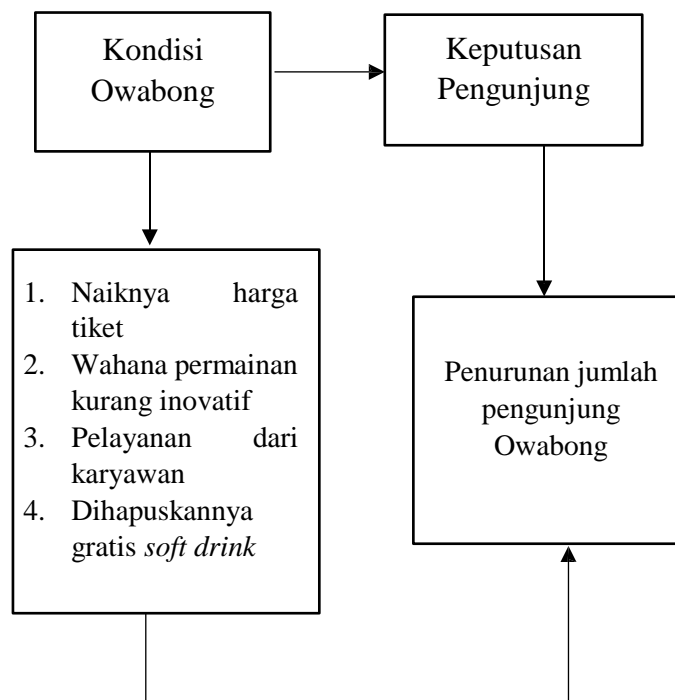 Kondisi
Owabong
Keputusan
Pengunjung
1. Naiknya harga
tiket
2. Wahana permainan
kurang inovatif
3. Pelayanan dari
karyawan
4. Dihapuskannya
gratis soft drink
Penurunan jumlah
pengunjung
Owabong